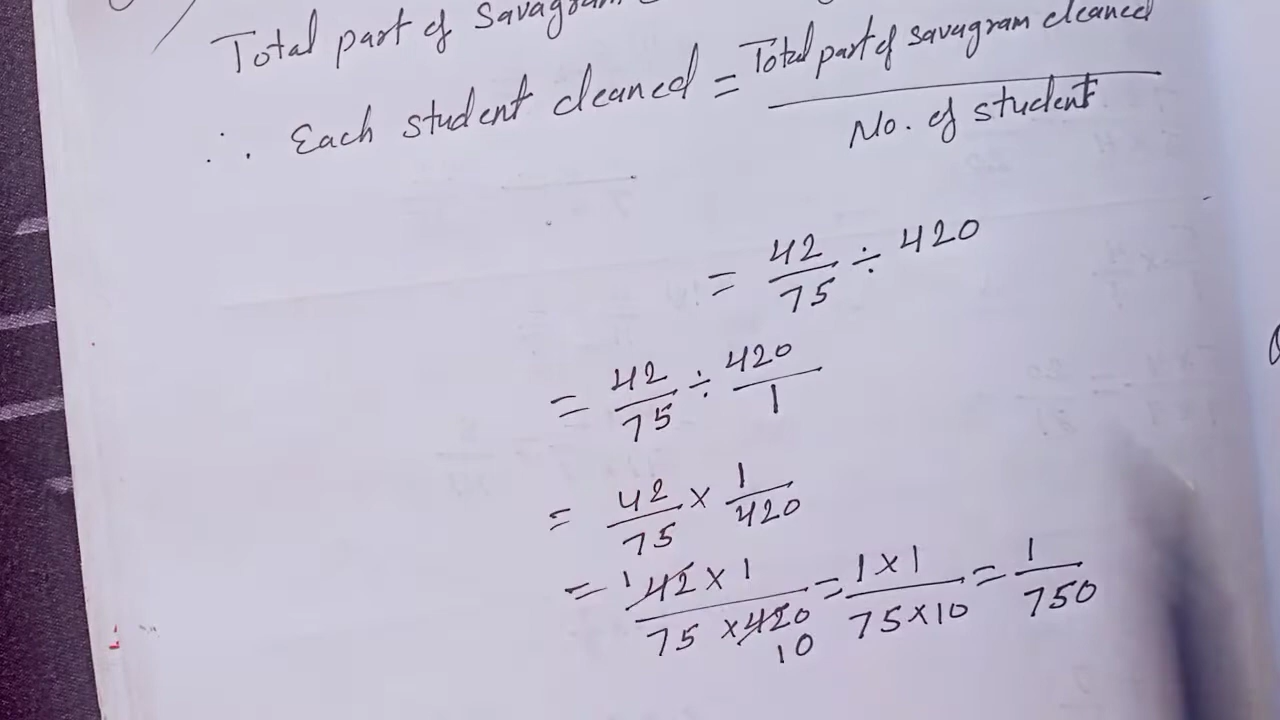 Total part of Savagram
∴ Each student cleaned = Total part of savagram cleaned / No. of student
= 42/75 ÷ 420
= 42/75 ÷ 420/1
= 42/75 × 1/420
= 1 42 × 1 / 75 × 420 10 = 1 × 1 / 75 × 10 = 1/750